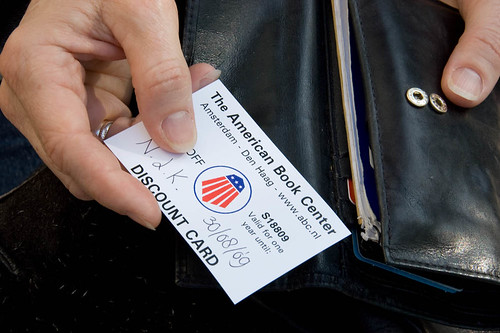 The American Book Center
Amsterdam - Den Haag - www.abc.nl
OFF
N.J.K.
S18809
Valid for one
year until:
30/08/09
DISCOUNT CARD